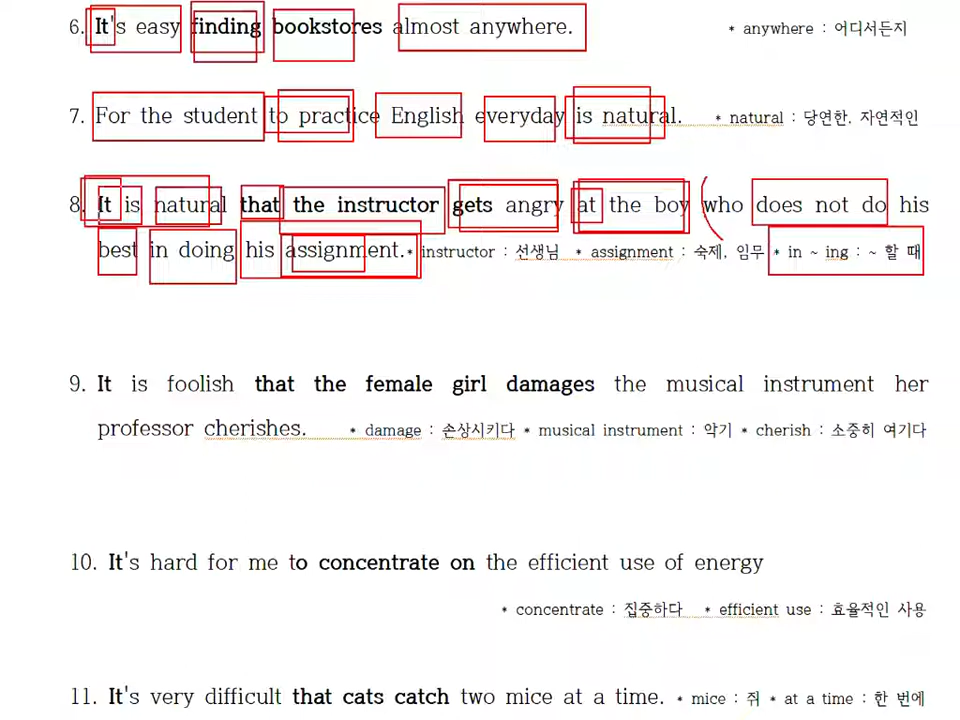 6. It's easy finding bookstores almost anywhere. * anywhere : 어디서든지
7. For the student to practice English everyday is natural. * natural : 당연한, 자연적인
8. It is natural that the instructor gets angry at the boy who does not do his
best in doing his assignment. * instructor : 선생님 * assignment : 숙제, 임무 * in ~ ing : ~ 할 때
9. It is foolish that the female girl damages the musical instrument her
professor cherishes. * damage : 손상시키다 * musical instrument : 악기 * cherish : 소중히 여기다
10. It's hard for me to concentrate on the efficient use of energy
* concentrate : 집중하다 * efficient use : 효율적인 사용
11. It's very difficult that cats catch two mice at a time. * mice : 쥐 * at a time : 한 번에